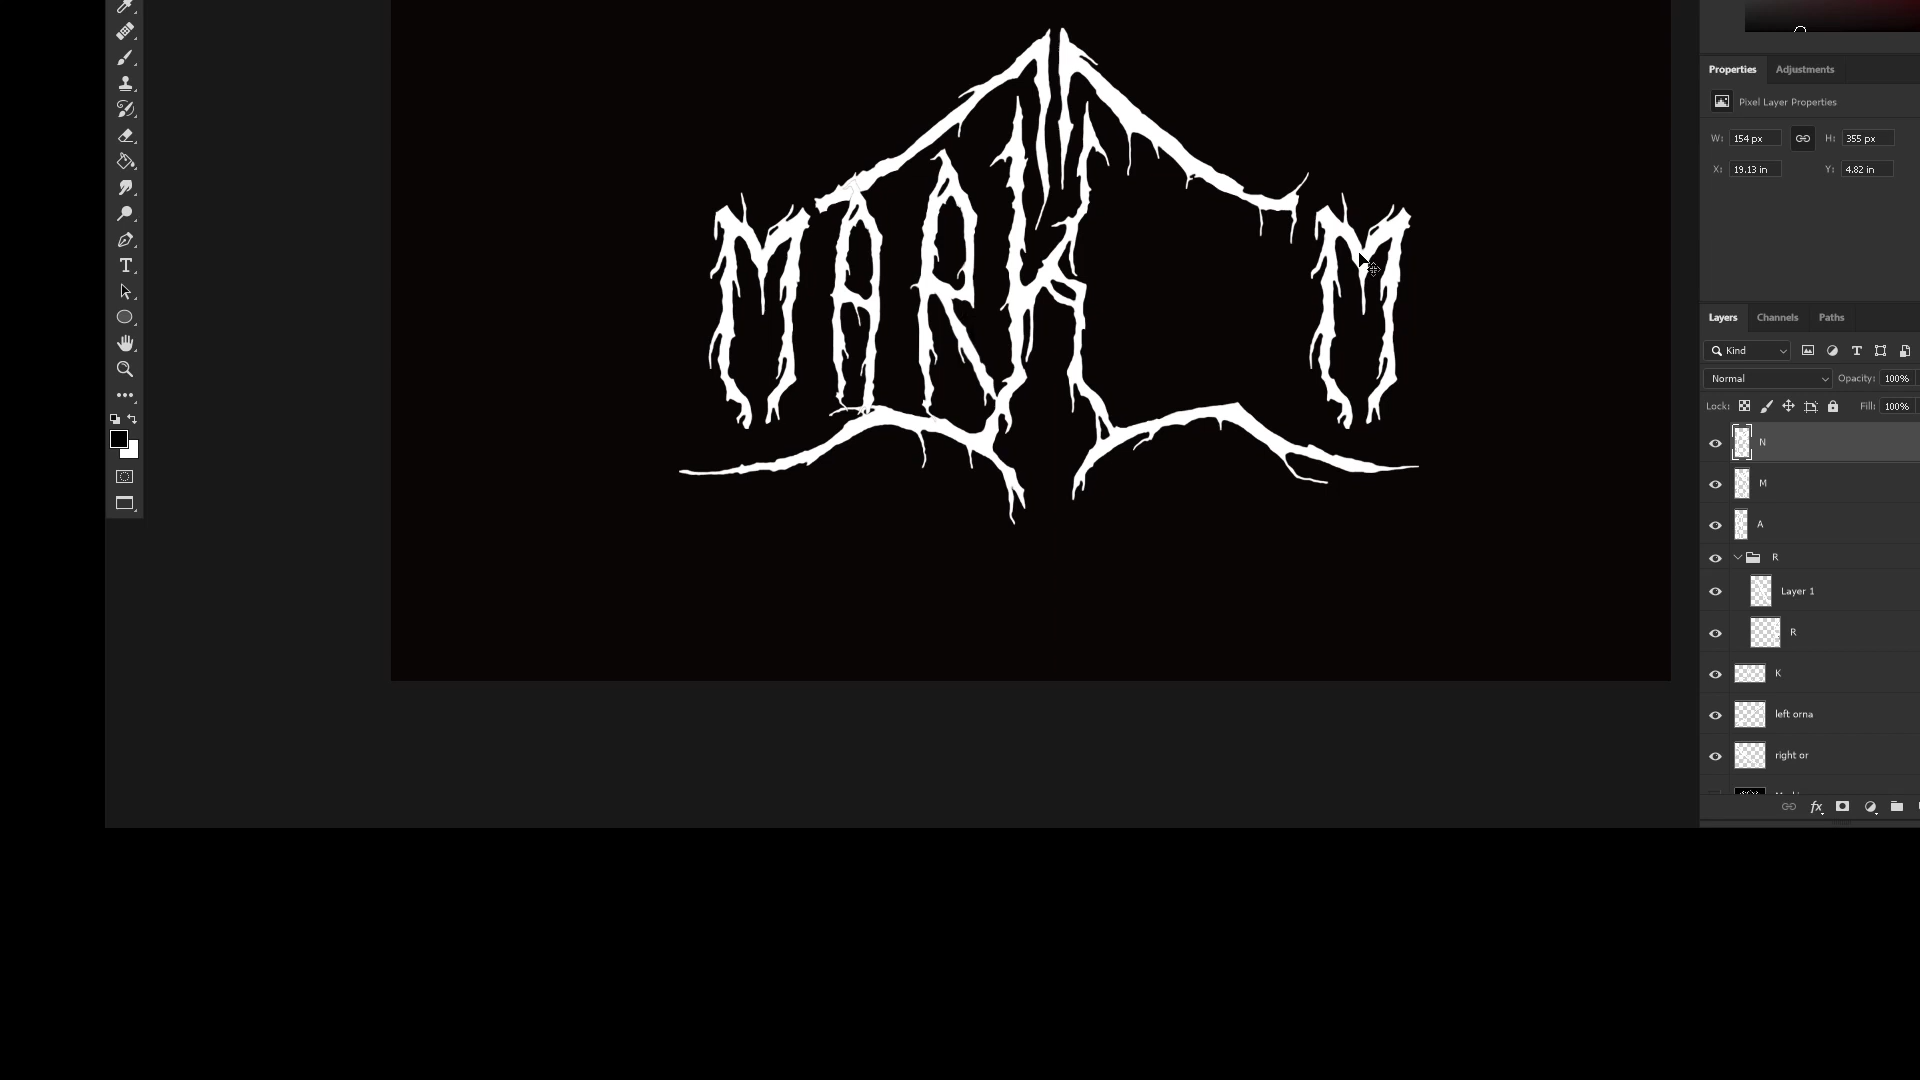 MARK M
Properties Adjustments
Pixel Layer Properties
W: 154 px H: 355 px
X: 19.13 in Y: 4.82 in
Layers Channels Paths
Kind
Normal Opacity: 100%
Lock: Fill: 100%
N
M
A
R
Layer 1
R
K
left orna
right or